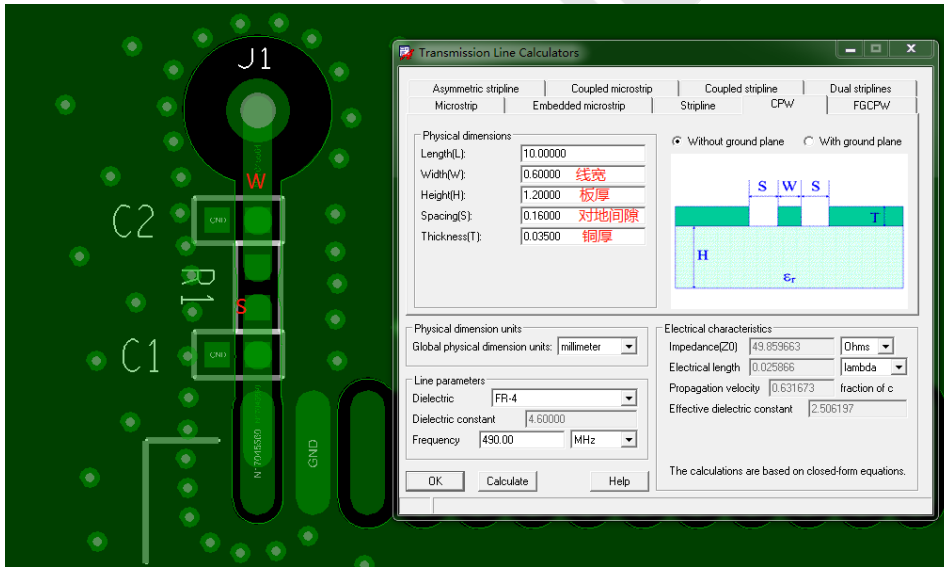 J1
W
C2
GND
R1
S
C1
GND
GND
Transmission Line Calculators
Asymmetric stripline
Coupled microstrip
Coupled stripline
Dual striplines
Microstrip
Embedded microstrip
Stripline
CPW
FGCPW
Physical dimensions
Length(L): 10.00000
Width(W): 0.60000 线宽
Height(H): 1.20000 板厚
Spacing(S): 0.16000 对地间隙
Thickness(T): 0.03500 铜厚
Without ground plane With ground plane
S W S
T
H
εr
Physical dimension units
Global physical dimension units: millimeter
Line parameters
Dielectric FR-4
Dielectric constant 4.60000
Frequency 490.00 MHz
Electrical characteristics
Impedance(Z0) 49.859663 Ohms
Electrical length 0.025866 lambda
Propagation velocity 0.631673 fraction of c
Effective dielectric constant 2.506197
The calculations are based on closed-form equations.
OK Calculate Help